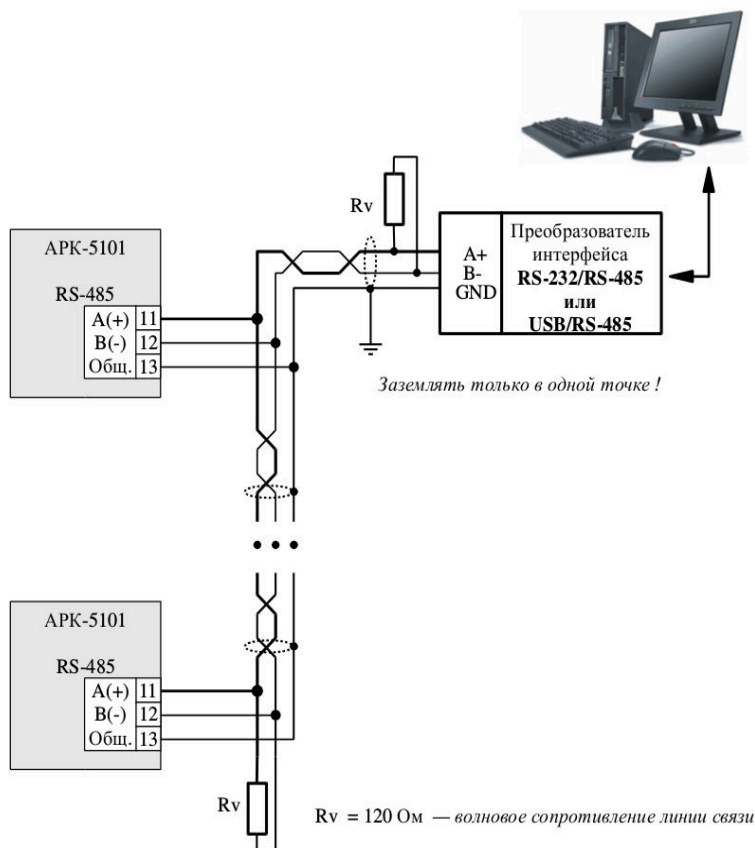 Rv
АРК-5101
RS-485
A(+) 11
B(-) 12
Общ. 13
A+
B-
GND
Преобразователь
интерфейса
RS-232/RS-485
или
USB/RS-485
Заземлять только в одной точке !
АРК-5101
RS-485
A(+) 11
B(-) 12
Общ. 13
Rv
Rv = 120 Ом — волновое сопротивление линии связи